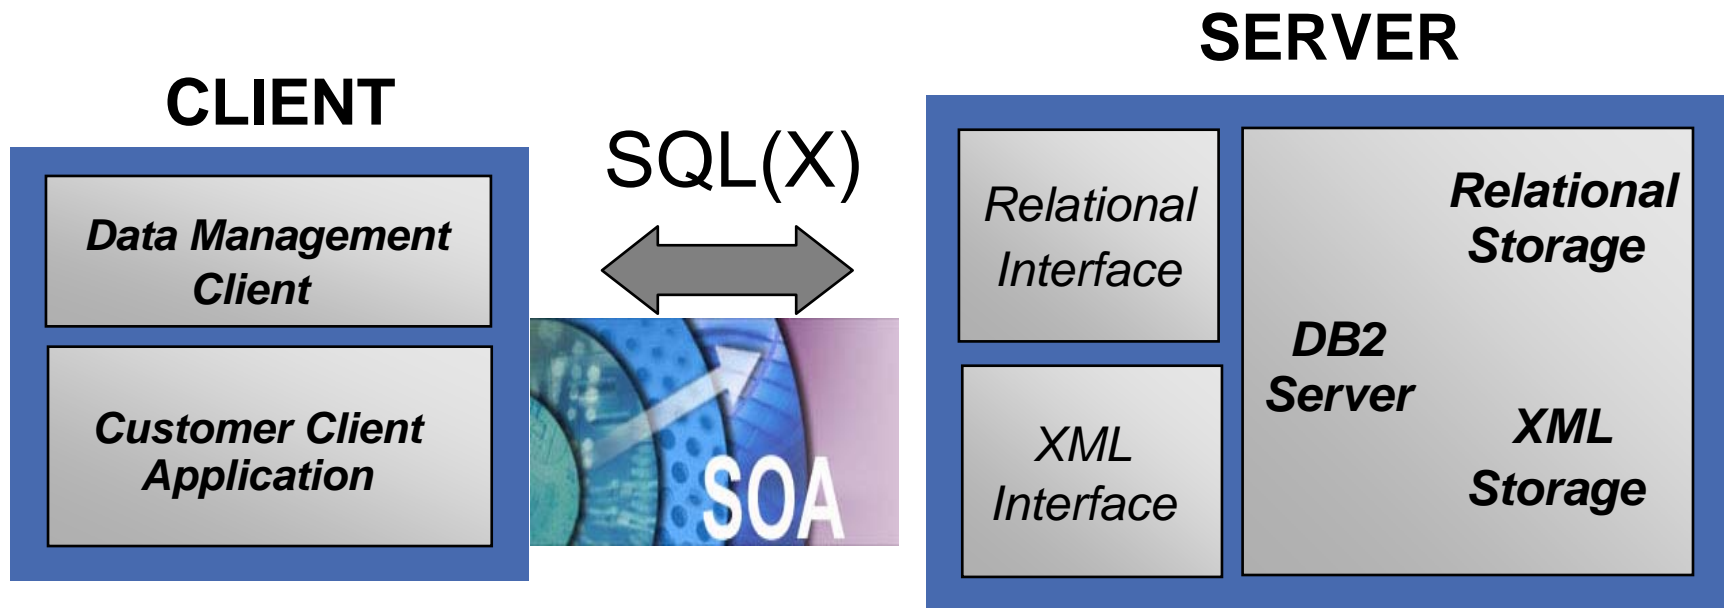 SERVER
CLIENT
SQL(X)
Data Management
Client
Customer Client
Application
SOA
Relational
Interface
XML
Interface
Relational
Storage
DB2
Server
XML
Storage